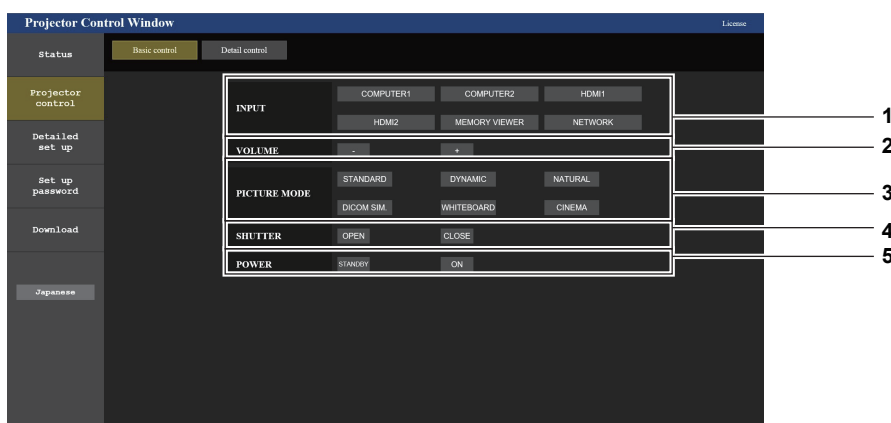 Projector Control Window License
Status
Basic control Detail control
Projector
control
Detailed
set up
Set up
password
Download
Japanese
INPUT
COMPUTER1 COMPUTER2 HDMI1
HDMI2 MEMORY VIEWER NETWORK
VOLUME - +
PICTURE MODE
STANDARD DYNAMIC NATURAL
DICOM SIM. WHITEBOARD CINEMA
SHUTTER OPEN CLOSE
POWER STANDBY ON
1
2
3
4
5